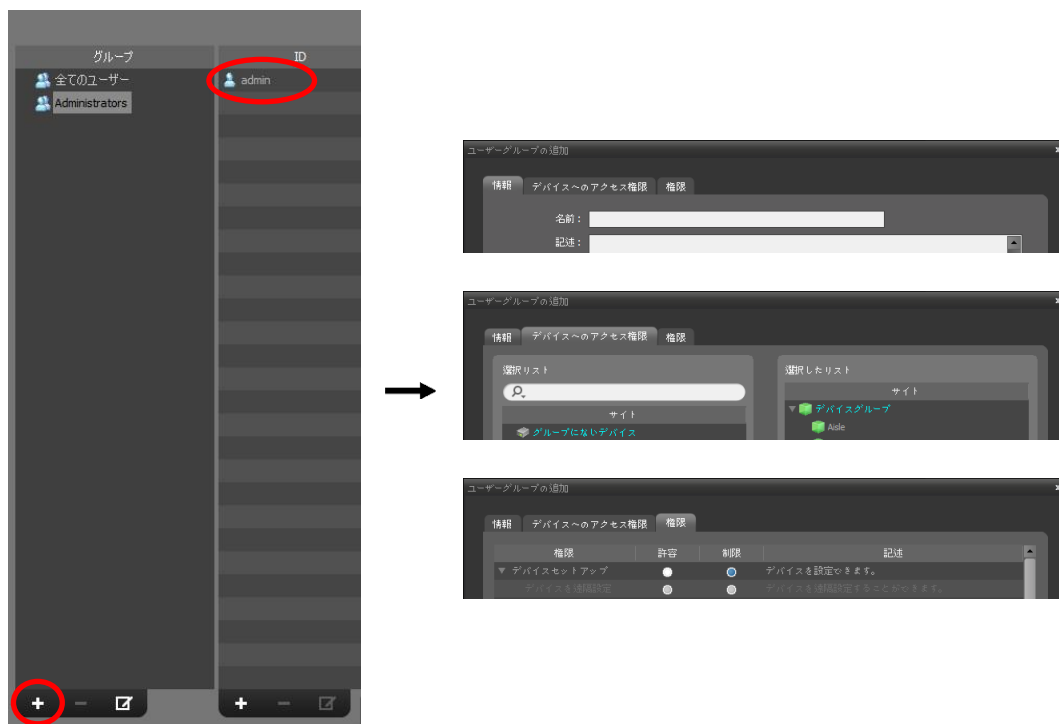 グループ
ID
全てのユーザー
admin
Administrators
ユーザーグループの追加
情報 デバイスへのアクセス権限 権限
名前：
記述：
ユーザーグループの追加
情報 デバイスへのアクセス権限 権限
選択リスト
選択したリスト
サイト
サイト
グループにないデバイス
デバイスグループ
Aisle
ユーザーグループの追加
情報 デバイスへのアクセス権限 権限
権限 許容 制限 記述
デバイスセットアップ デバイスを設定できます。
デバイスを遠隔設定 デバイスを遠隔設定することができます。